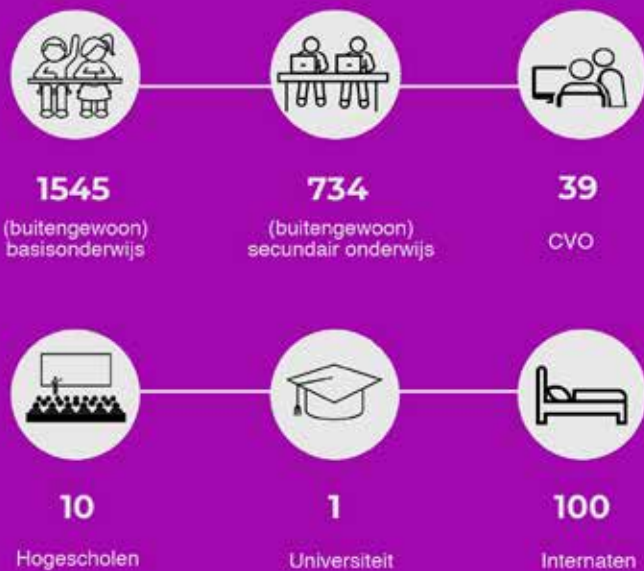 1545
(buitengewoon)
basisonderwijs
734
(buitengewoon)
secundair onderwijs
39
CVO
10
Hogescholen
1
Universiteit
100
Internaten